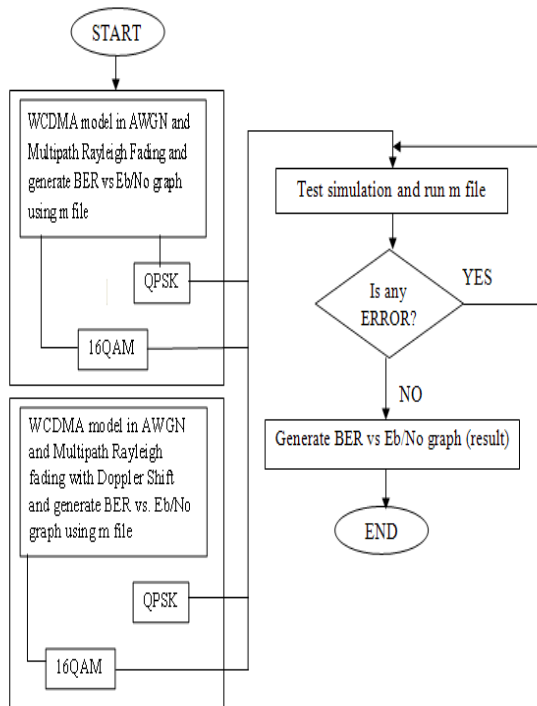 START
WCDMA model in AWGN and
Multipath Rayleigh Fading and
generate BER vs Eb/No graph
using m file
QPSK
16QAM
WCDMA model in AWGN
and Multipath Rayleigh
fading with Doppler Shift
and generate BER vs. Eb/No
graph using m file
QPSK
16QAM
Test simulation and run m file
Is any
ERROR?
YES
NO
Generate BER vs Eb/No graph (result)
END